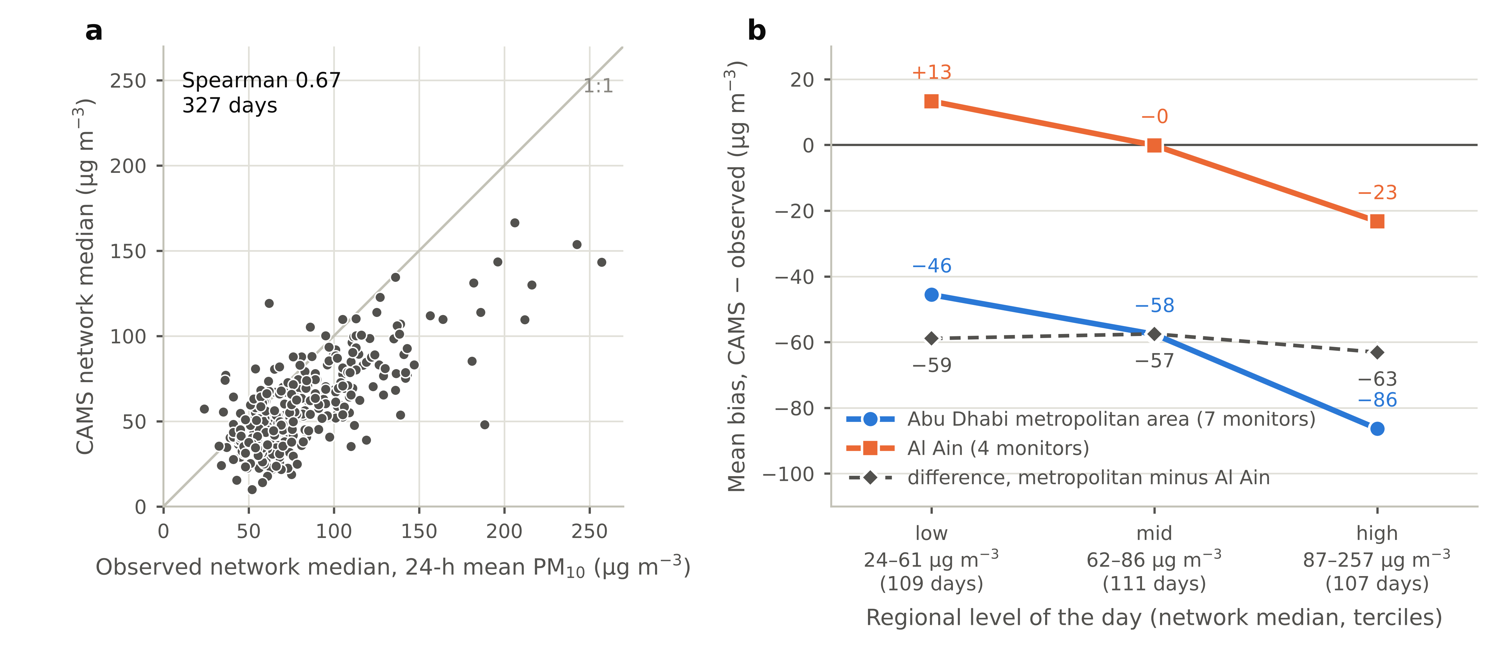 a
Spearman 0.67
327 days
1:1
250
200
150
100
50
0
0 50 100 150 200 250
CAMS network median (µg m⁻³)
Observed network median, 24-h mean PM₁₀ (µg m⁻³)
b
20
0
−20
−40
−60
−80
−100
Mean bias, CAMS − observed (µg m⁻³)
+13
−0
−23
−46
−58
−86
−59
−57
−63
Abu Dhabi metropolitan area (7 monitors)
Al Ain (4 monitors)
difference, metropolitan minus Al Ain
low mid high
24–61 µg m⁻³ 62–86 µg m⁻³ 87–257 µg m⁻³
(109 days) (111 days) (107 days)
Regional level of the day (network median, terciles)